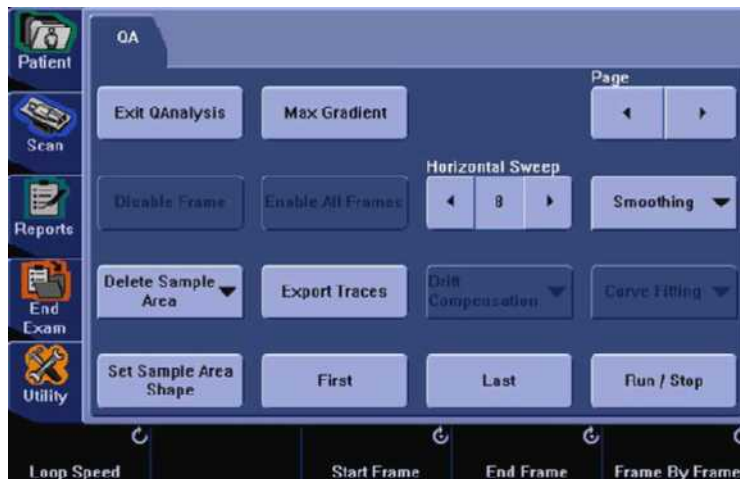 Patient
QA
Page
Exit QAnalysis
Max Gradient
Scan
Horizontal Sweep
Disable Frame
Enable All Frames
8
Smoothing
Reports
Delete Sample
Area
Export Traces
Drift
Compensation
Curve Fitting
End
Exam
Set Sample Area
Shape
First
Last
Run / Stop
Utility
Loop Speed
Start Frame
End Frame
Frame By Frame